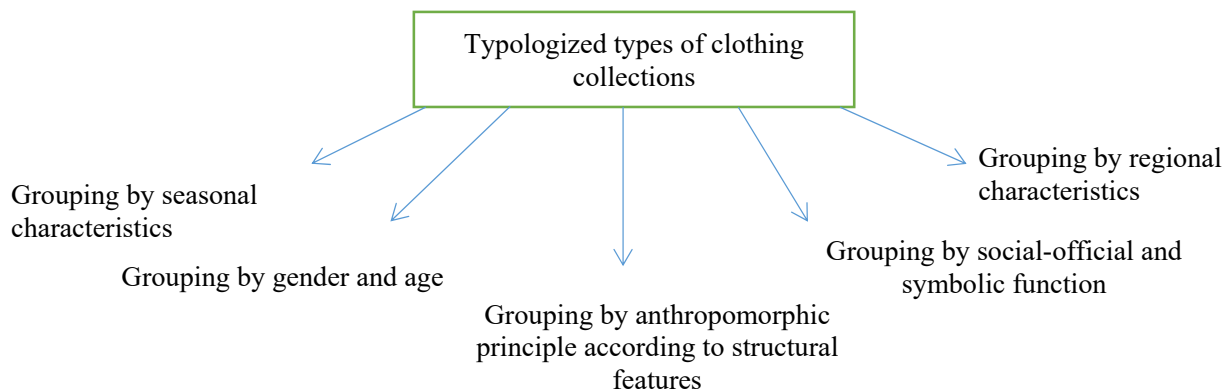 Typologized types of clothing
collections
Grouping by seasonal
characteristics
Grouping by gender and age
Grouping by anthropomorphic
principle according to structural
features
Grouping by social-official and
symbolic function
Grouping by regional
characteristics